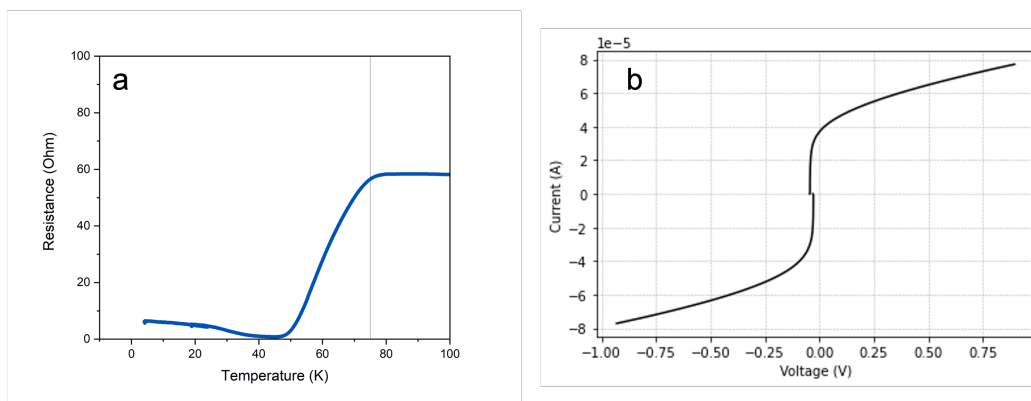 a
100
80
60
40
20
0
Resistance (Ohm)
0 20 40 60 80 100
Temperature (K)
b
1e−5
8
6
4
2
0
−2
−4
−6
−8
Current (A)
−1.00 −0.75 −0.50 −0.25 0.00 0.25 0.50 0.75
Voltage (V)